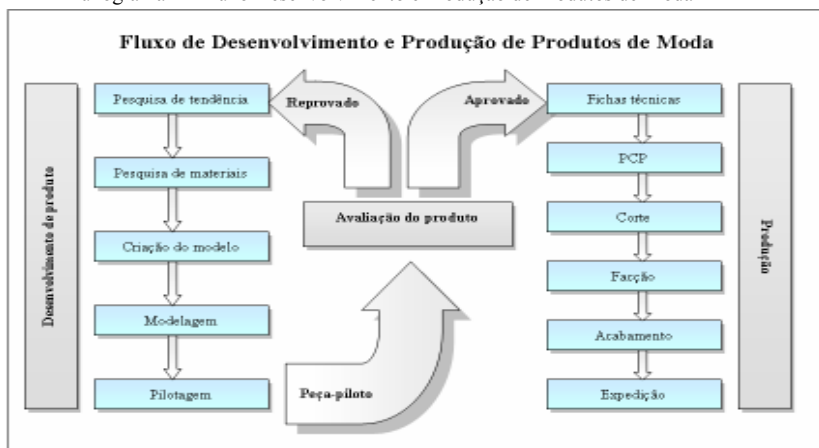 Fluxo de Desenvolvimento e Produção de Produtos de Moda
Desenvolvimento de produto
Pesquisa de tendência
Pesquisa de materiais
Criação do modelo
Modelagem
Pilotagem
Reprovado
Aprovado
Avaliação do produto
Peça-piloto
Fichas técnicas
PCP
Corte
Facção
Acabamento
Expedição
Produção